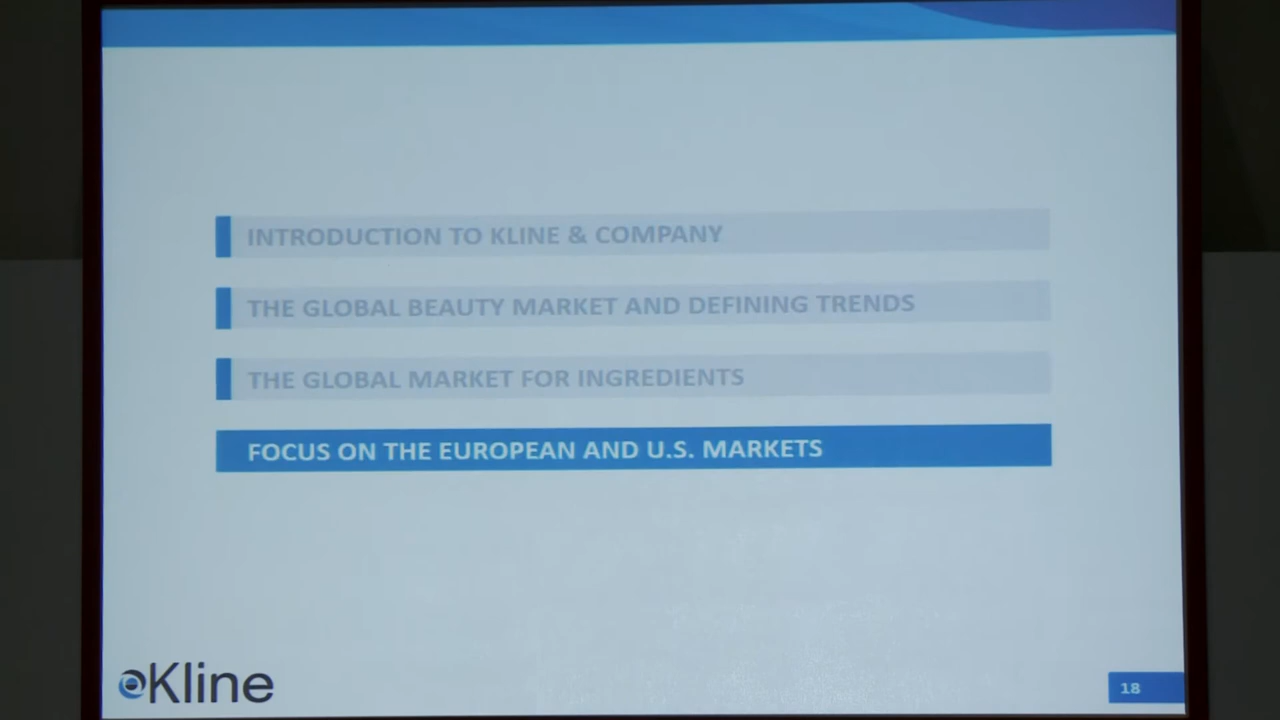 INTRODUCTION TO KLINE & COMPANY
THE GLOBAL BEAUTY MARKET AND DEFINING TRENDS
THE GLOBAL MARKET FOR INGREDIENTS
FOCUS ON THE EUROPEAN AND U.S. MARKETS
Kline
18